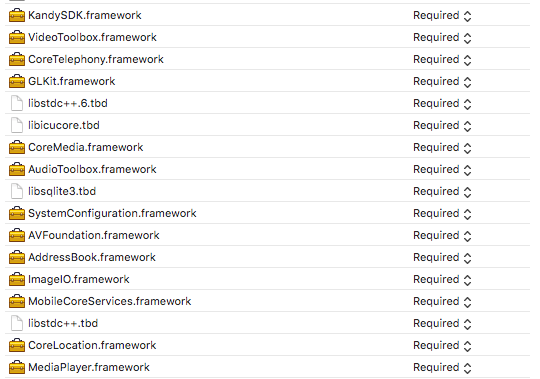 KandySDK.framework Required
VideoToolbox.framework Required
CoreTelephony.framework Required
GLKit.framework Required
libstdc++.6.tbd Required
libicucore.tbd Required
CoreMedia.framework Required
AudioToolbox.framework Required
libsqlite3.tbd Required
SystemConfiguration.framework Required
AVFoundation.framework Required
AddressBook.framework Required
ImageIO.framework Required
MobileCoreServices.framework Required
libstdc++.tbd Required
CoreLocation.framework Required
MediaPlayer.framework Required